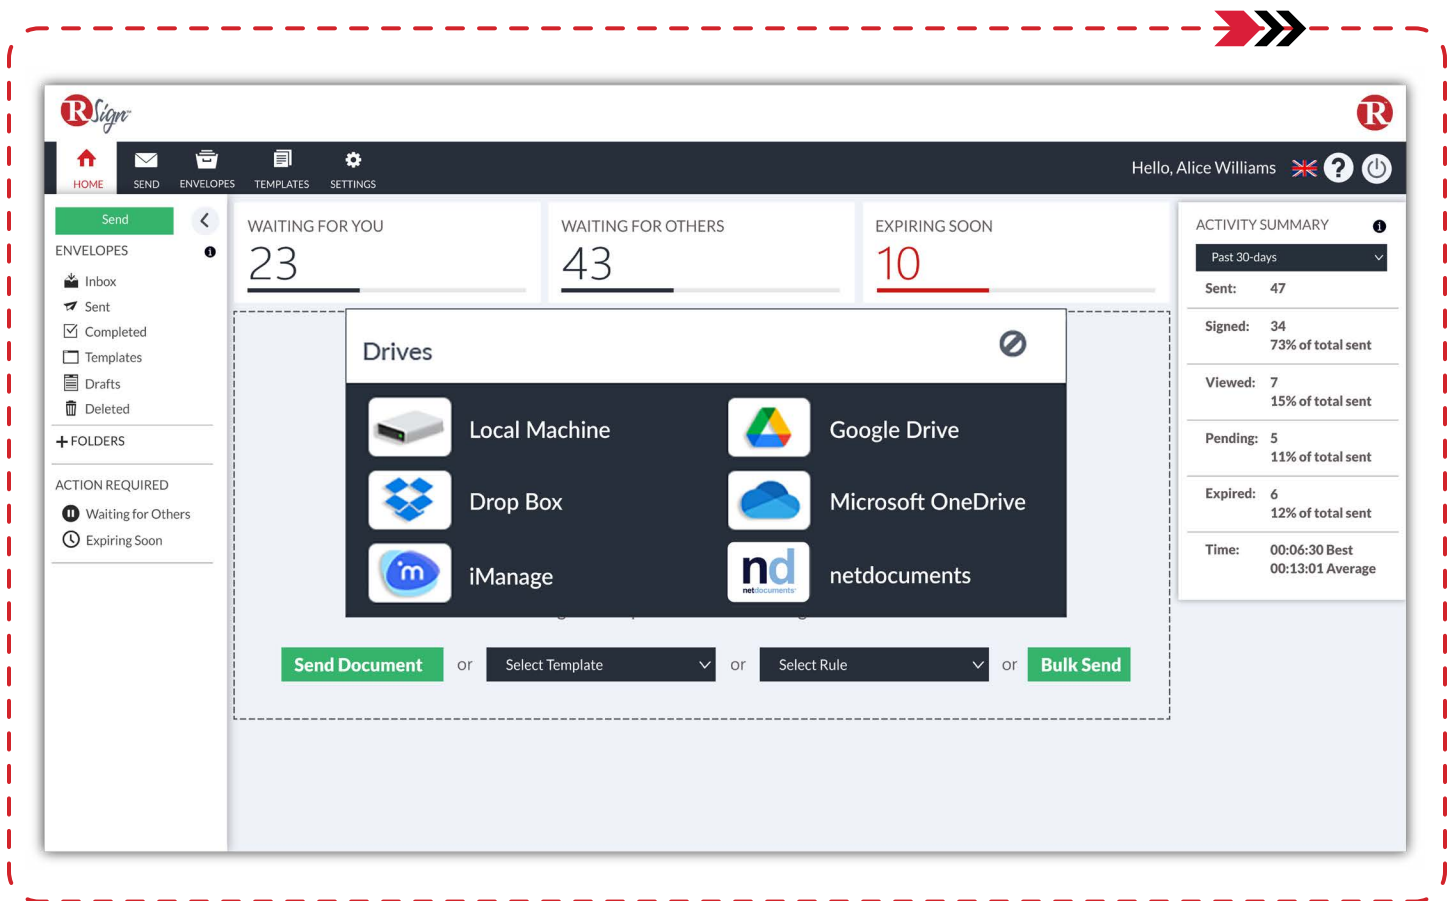 RSign
R
HOME
SEND
ENVELOPES
TEMPLATES
SETTINGS
Hello, Alice Williams
?
Send
ENVELOPES
Inbox
Sent
Completed
Templates
Drafts
Deleted
+ FOLDERS
ACTION REQUIRED
Waiting for Others
Expiring Soon
WAITING FOR YOU
23
WAITING FOR OTHERS
43
EXPIRING SOON
10
Drives
Local Machine
Google Drive
Drop Box
Microsoft OneDrive
m
iManage
nd
netdocuments
netdocuments
Send Document
or
Select Template
or
Select Rule
or
Bulk Send
ACTIVITY SUMMARY
Past 30-days
Sent: 47
Signed: 34
73% of total sent
Viewed: 7
15% of total sent
Pending: 5
11% of total sent
Expired: 6
12% of total sent
Time: 00:06:30 Best
00:13:01 Average